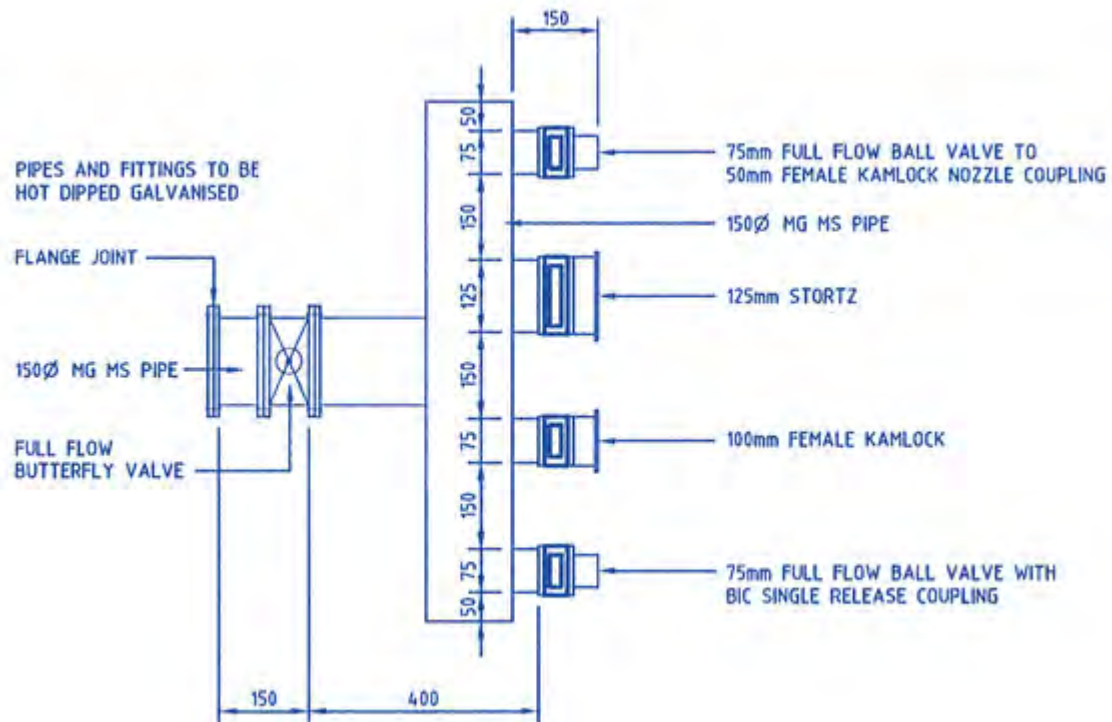 150
PIPES AND FITTINGS TO BE
HOT DIPPED GALVANISED
FLANGE JOINT
150Ø MG MS PIPE
FULL FLOW
BUTTERFLY VALVE
50
75
150
125
150
75
150
75
50
75mm FULL FLOW BALL VALVE TO
50mm FEMALE KAMLOCK NOZZLE COUPLING
150Ø MG MS PIPE
125mm STORTZ
100mm FEMALE KAMLOCK
75mm FULL FLOW BALL VALVE WITH
BIC SINGLE RELEASE COUPLING
150
400